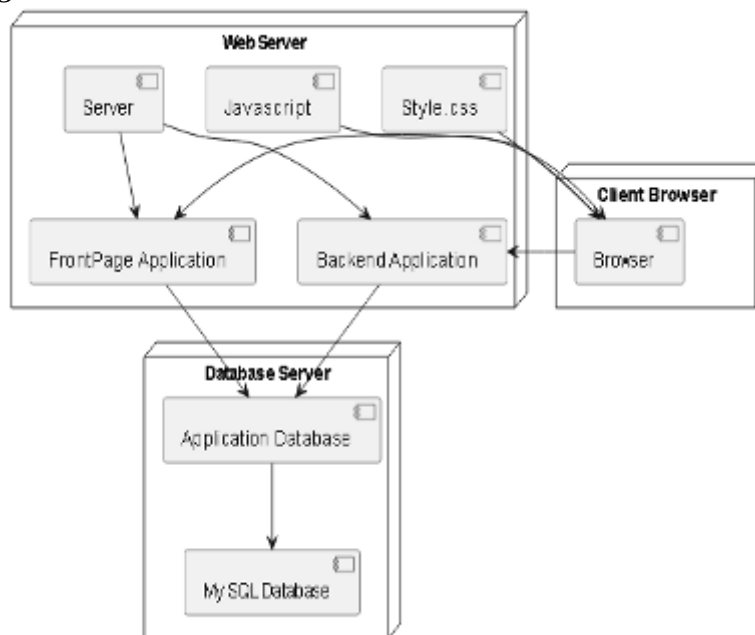 Web Server
Server
Javascript
Style.css
Client Browser
FrontPage Application
Backend Application
Browser
Database Server
Application Database
My SQL Database